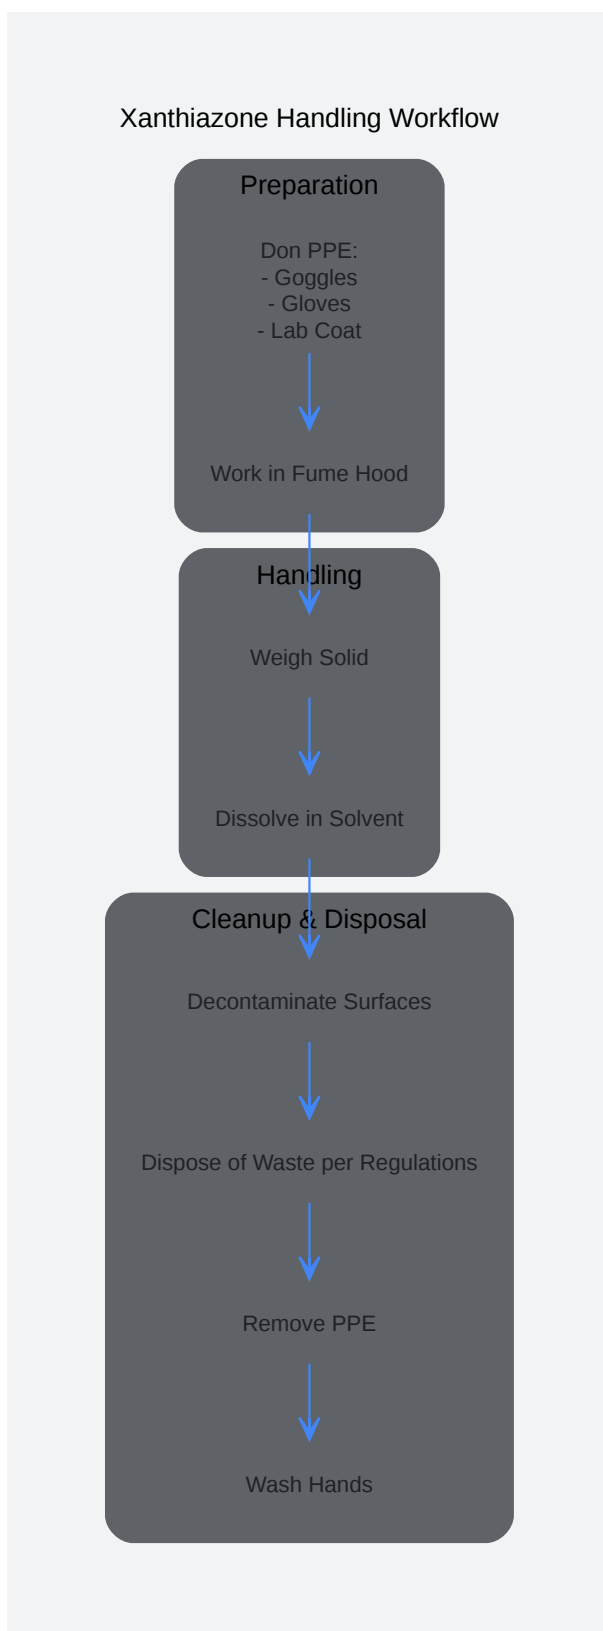 Xanthiazone Handling Workflow
Preparation
Don PPE:
- Goggles
- Gloves
- Lab Coat
Work in Fume Hood
Handling
Weigh Solid
Dissolve in Solvent
Cleanup & Disposal
Decontaminate Surfaces
Dispose of Waste per Regulations
Remove PPE
Wash Hands